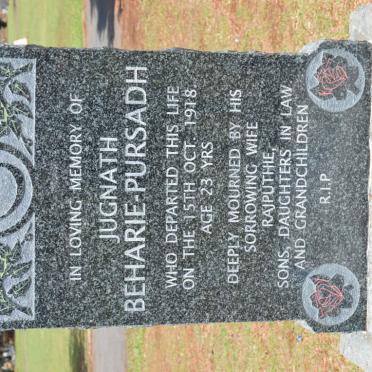 IN LOVING MEMORY OF
JUGNATH
BEHARIE-PURSADH
WHO DEPARTED THIS LIFE
ON THE 15TH OCT. 1918
AGE 23 YRS
DEEPLY MOURNED BY HIS
SORROWING WIFE
RAJPUTHIE,
SONS, DAUGHTERS IN LAW
AND GRANDCHILDREN
R.I.P